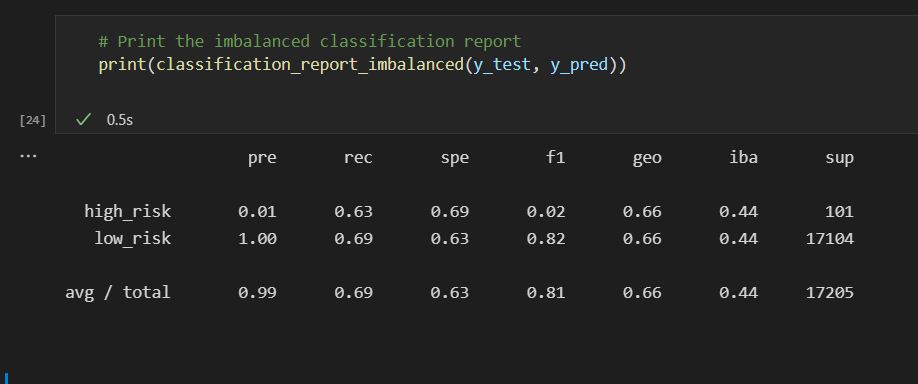 # Print the imbalanced classification report
print(classification_report_imbalanced(y_test, y_pred))
[24] 0.5s
... pre rec spe f1 geo iba sup
high_risk 0.01 0.63 0.69 0.02 0.66 0.44 101
low_risk 1.00 0.69 0.63 0.82 0.66 0.44 17104
avg / total 0.99 0.69 0.63 0.81 0.66 0.44 17205